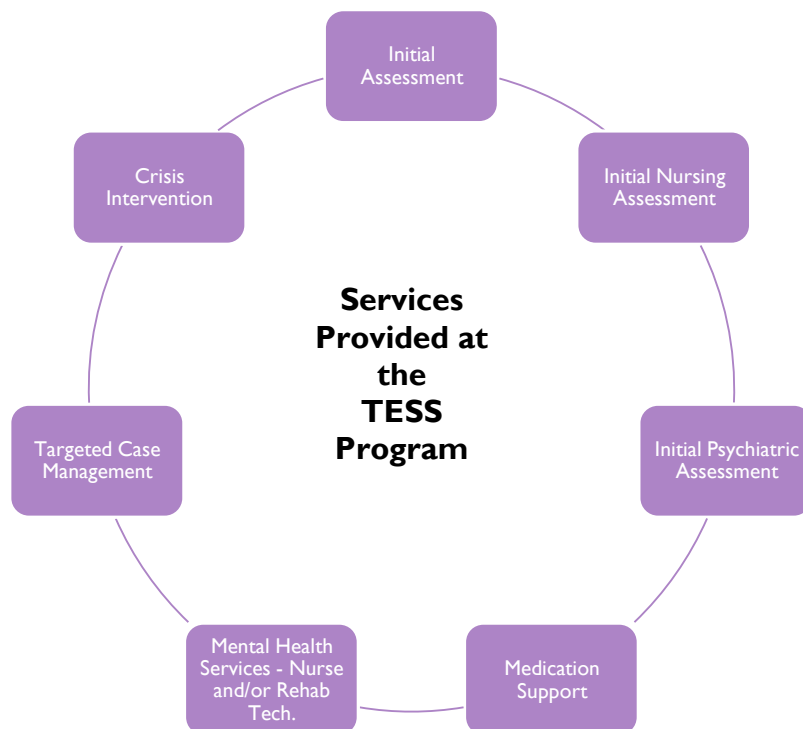 Initial
Assessment
Initial Nursing
Assessment
Initial Psychiatric
Assessment
Medication
Support
Mental Health
Services - Nurse
and/or Rehab
Tech.
Targeted Case
Management
Crisis
Intervention
Services
Provided at
the
TESS
Program